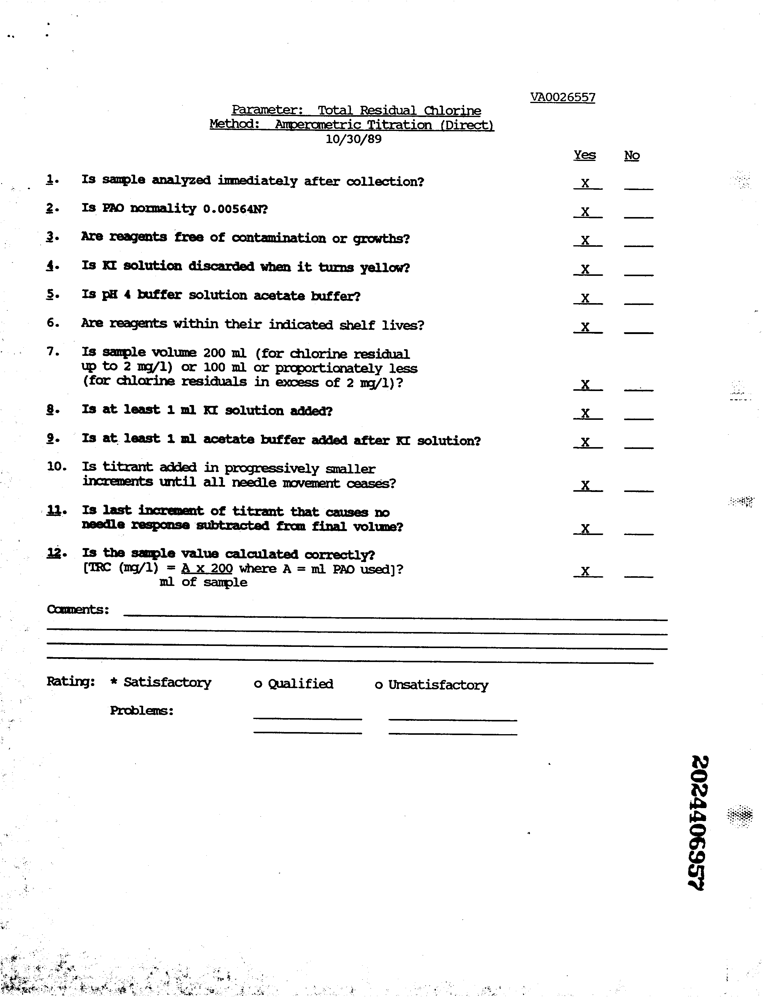 VA0026557
Parameter: Total Residual Chlorine
Method: Amperometric Titration (Direct)
10/30/89
Yes No
1. Is sample analyzed immediately after collection? X
2. Is PAO normality 0.00564N? X
3. Are reagents free of contamination or growths? X
4. Is KI solution discarded when it turns yellow? X
5. Is pH 4 buffer solution acetate buffer? X
6. Are reagents within their indicated shelf lives? X
7. Is sample volume 200 ml (for chlorine residual
up to 2 mg/l) or 100 ml or proportionately less
(for chlorine residuals in excess of 2 mg/l)? X
8. Is at least 1 ml KI solution added? X
9. Is at least 1 ml acetate buffer added after KI solution? X
10. Is titrant added in progressively smaller
increments until all needle movement ceases? X
11. Is last increment of titrant that causes no
needle response subtracted from final volume? X
12. Is the sample value calculated correctly?
[TRC (mg/l) = A x 200 where A = ml PAO used]? X
ml of sample
Comments:
Rating: * Satisfactory o Qualified o Unsatisfactory
Problems:
2024406957